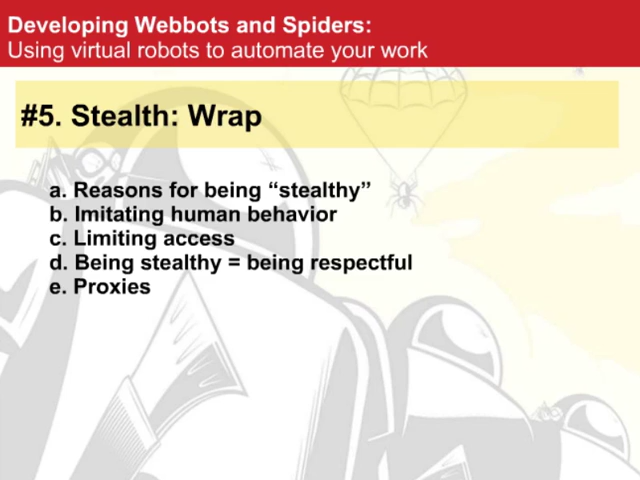 Developing Webbots and Spiders:
Using virtual robots to automate your work
#5. Stealth: Wrap
a. Reasons for being “stealthy”
b. Imitating human behavior
c. Limiting access
d. Being stealthy = being respectful
e. Proxies